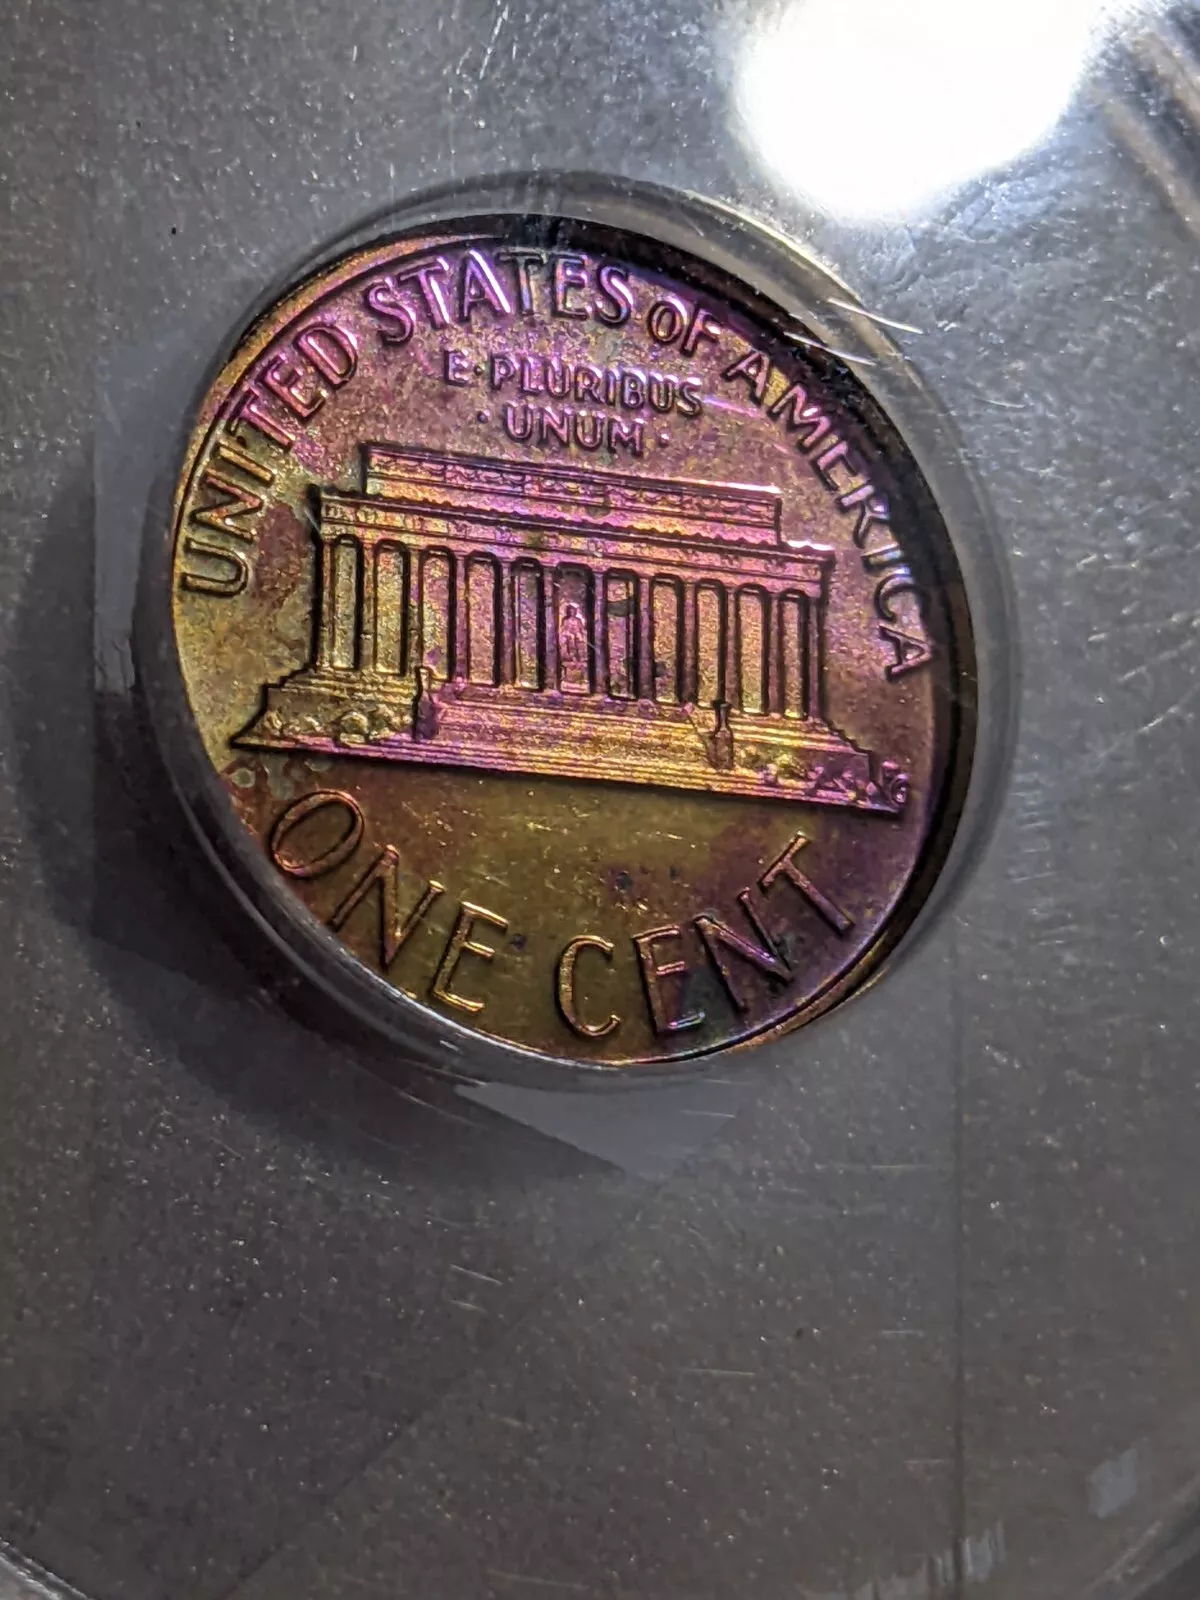 UNITED STATES OF AMERICA
E·PLURIBUS
·UNUM·
FG
ONE CENT